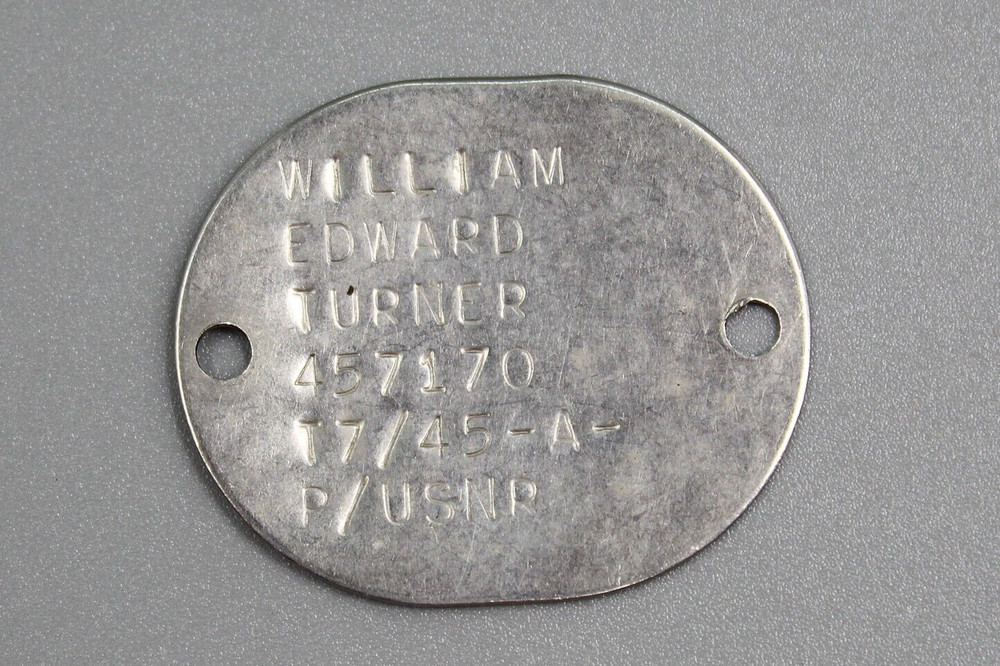 WILLIAM
EDWARD
TURNER
457170
T7/45-A-
P/USNR